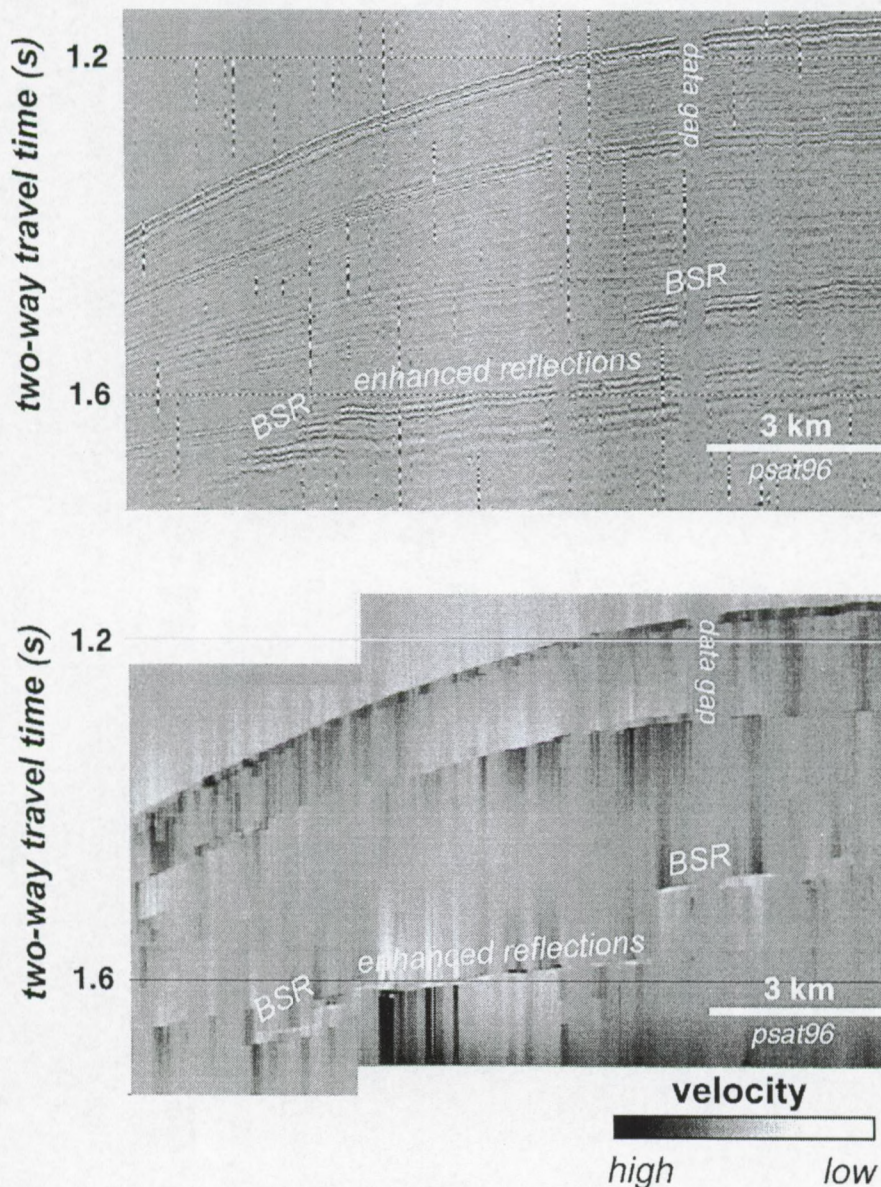 two-way travel time (s)
1.2
data gap
BSR
enhanced reflections
1.6
BSR
3 km
psat96
two-way travel time (s)
1.2
data gap
BSR
enhanced reflections
1.6
BSR
3 km
psat96
velocity
high low